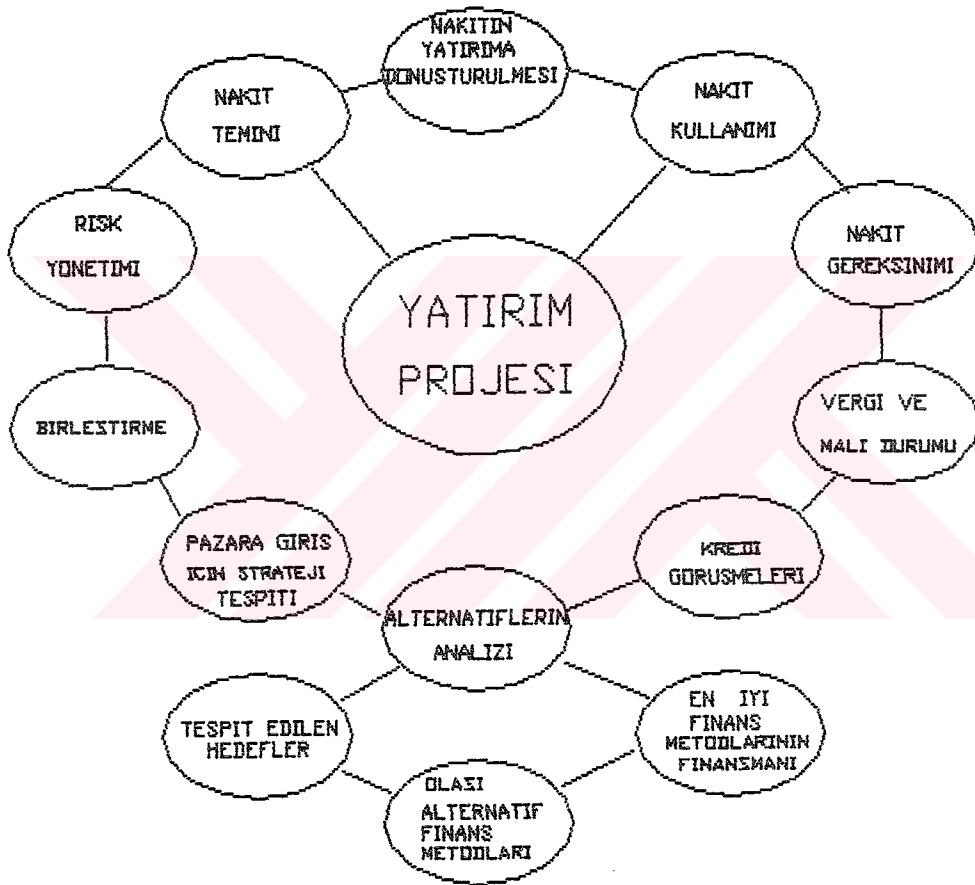 NAKITIN
YATIRIMA
DONUSTURULMESI
NAKIT
TEMINI
NAKIT
KULLANIMI
RISK
YONETIMI
NAKIT
GEREKSINIMI
YATIRIM
PROJESI
BIRLESTIRME
VERGI VE
MALI DURUMU
PAZARA GIRIS
ICIN STRATEJI
TESPITI
KREDI
GORUSMELERI
ALTERNATIFLERIN
ANALIZI
TESPIT EDILEN
HEDEFLER
EN IYI
FINANS
METODLARININ
FINANSMANI
OLASI
ALTERNATIF
FINANS
METODLARI